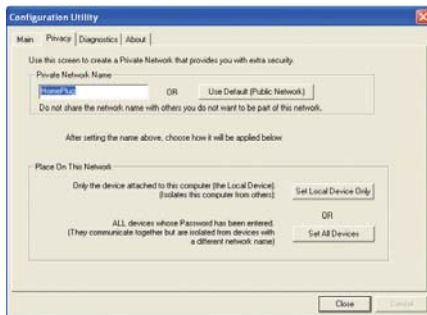 Configuration Utility
Main Privacy Diagnostics About
Use this screen to create a Private Network that provides you with extra security.
Private Network Name
HomePlug OR Use Default (Public Network)
Do not share the network name with others you do not want to be part of this network.
After setting the name above, choose how it will be applied below
Place On This Network
Only the device attached to this computer (the Local Device). Set Local Device Only
(Isolates this computer from others)
OR
ALL devices whose Password has been entered. Set All Devices
(They communicate together but are isolated from devices with
a different network name)
Close Cancel